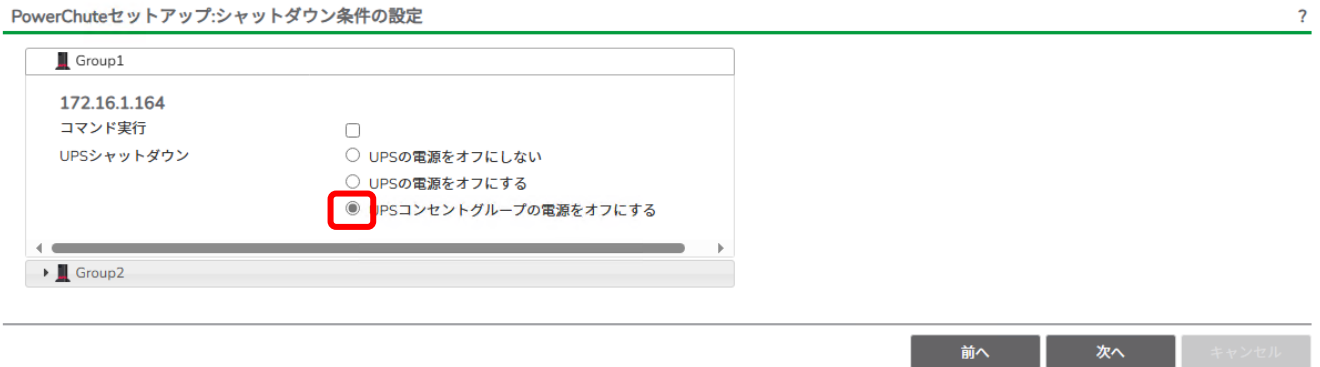 PowerChuteセットアップ:シャットダウン条件の設定 ?
Group1
172.16.1.164
コマンド実行
UPSシャットダウン
UPSの電源をオフにしない
UPSの電源をオフにする
UPSコンセントグループの電源をオフにする
Group2
前へ 次へ キャンセル